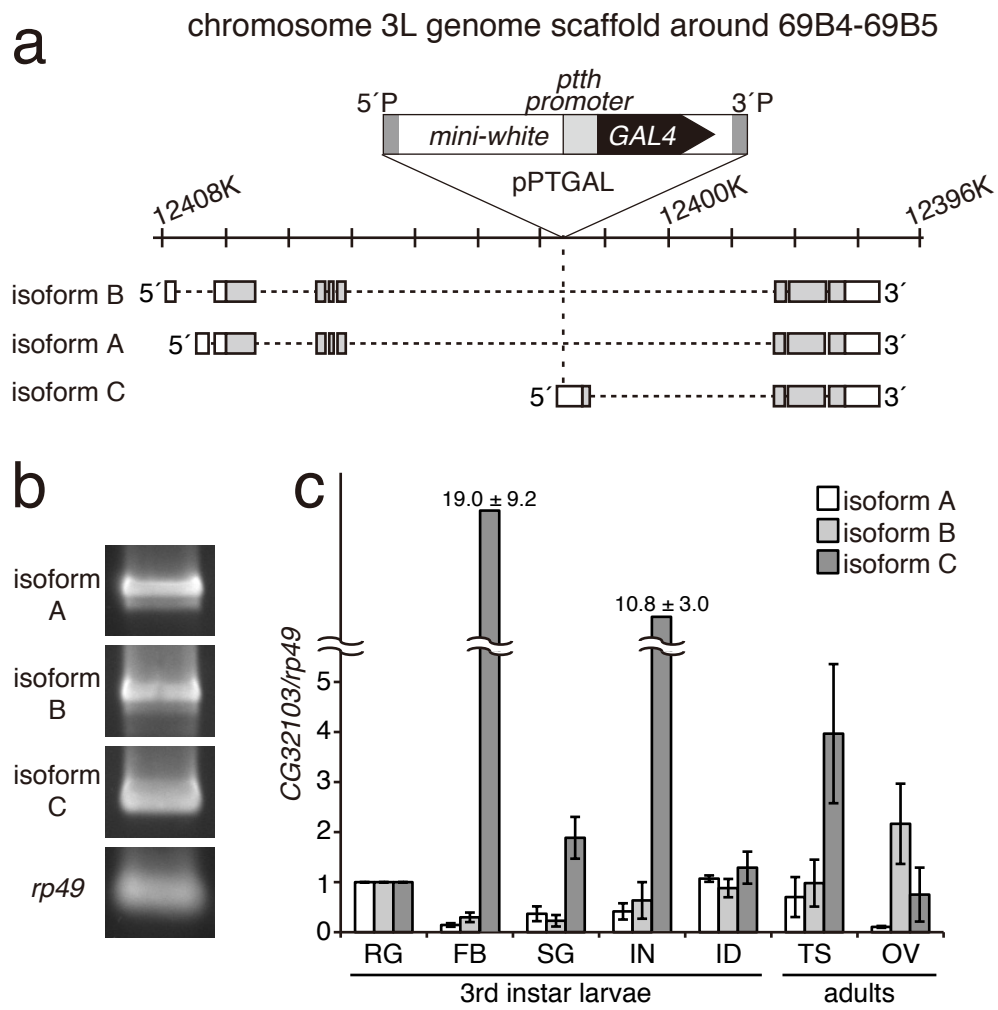 a
chromosome 3L genome scaffold around 69B4-69B5
ptth
promoter
5´P
3´P
mini-white
GAL4
pPTGAL
12408K
12400K
12396K
isoform B 5´ 3´
isoform A 5´ 3´
isoform C 5´ 3´
b
isoform
A
isoform
B
isoform
C
rp49
c
19.0 ± 9.2
10.8 ± 3.0
isoform A
isoform B
isoform C
CG32103/rp49
5
4
3
2
1
0
RG FB SG IN ID TS OV
3rd instar larvae adults